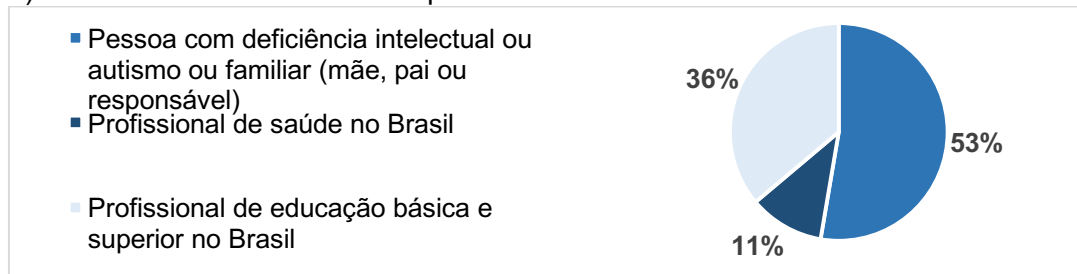 Pessoa com deficiência intelectual ou
autismo ou familiar (mãe, pai ou
responsável)
Profissional de saúde no Brasil
Profissional de educação básica e
superior no Brasil
36%
53%
11%